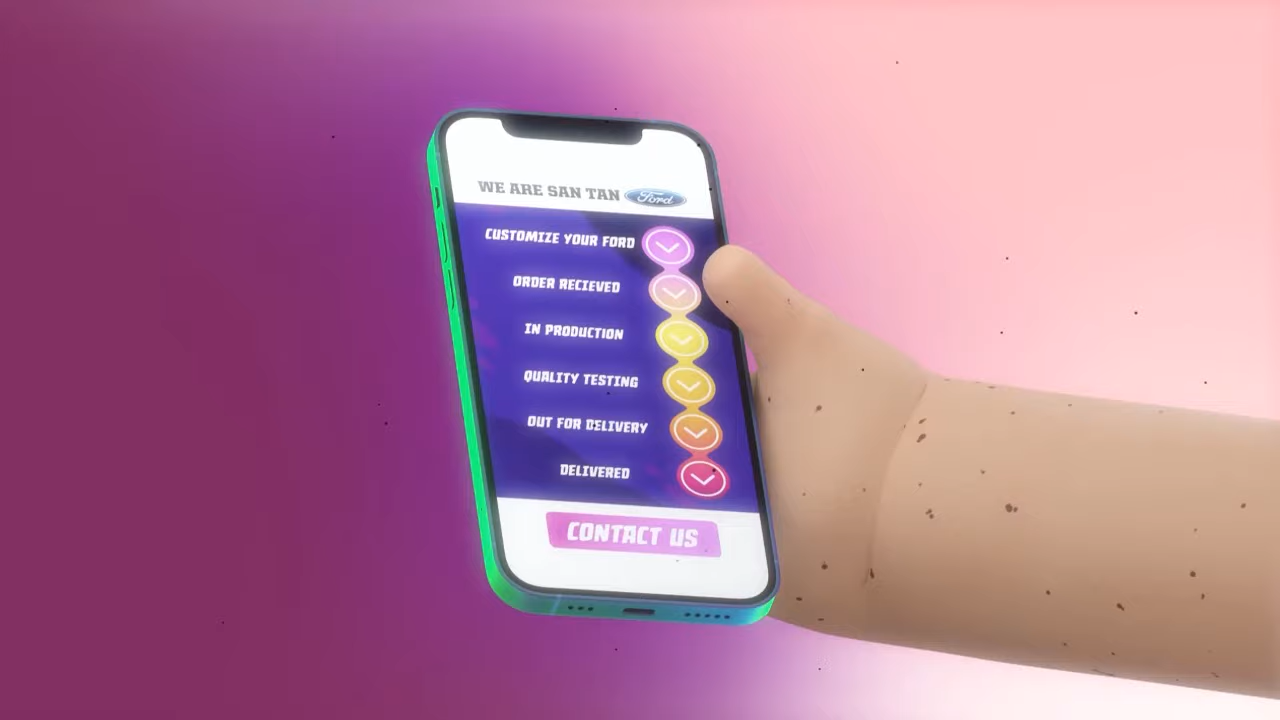 WE ARE SAN TAN Ford
CUSTOMIZE YOUR FORD
ORDER RECIEVED
IN PRODUCTION
QUALITY TESTING
OUT FOR DELIVERY
DELIVERED
CONTACT US